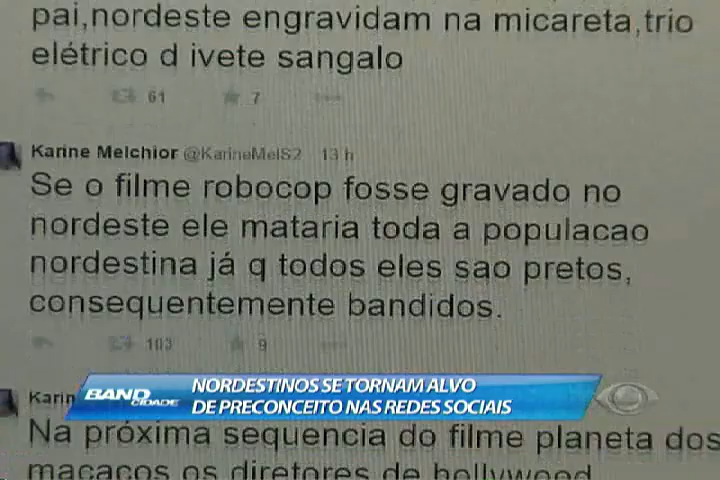 pai,nordeste engravidam na micareta,trio
elétrico d ivete sangalo
61 7
Karine Melchior @KarineMelS2 13 h
Se o filme robocop fosse gravado no
nordeste ele mataria toda a populacao
nordestina já q todos eles sao pretos,
consequentemente bandidos.
103 9
Karin
BAND
CIDADE
NORDESTINOS SE TORNAM ALVO
DE PRECONCEITO NAS REDES SOCIAIS
Na próxima sequencia do filme planeta dos
macacos os diretores de hollywood